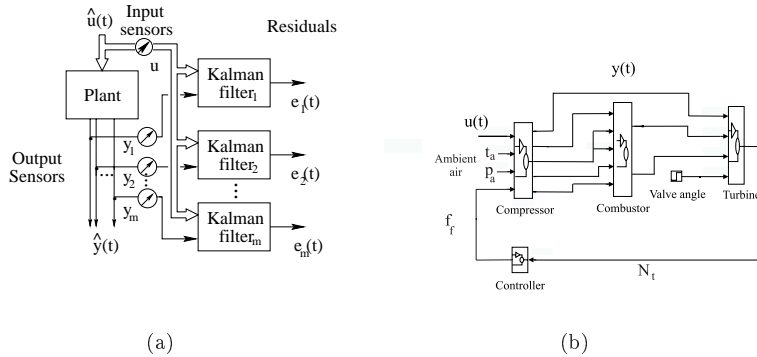 û(t)
Input
sensors
u
Residuals
Plant
Kalman
filter₁
e₁(t)
y₁
Output
Sensors
y₂
Kalman
filter₂
e₂(t)
yₘ
Kalman
filterₘ
eₘ(t)
ŷ(t)
(a)
y(t)
u(t)
Ambient
air
tₐ
pₐ
Compressor
Combustor
Valve angle
Turbine
f_f
Controller
Nₜ
(b)